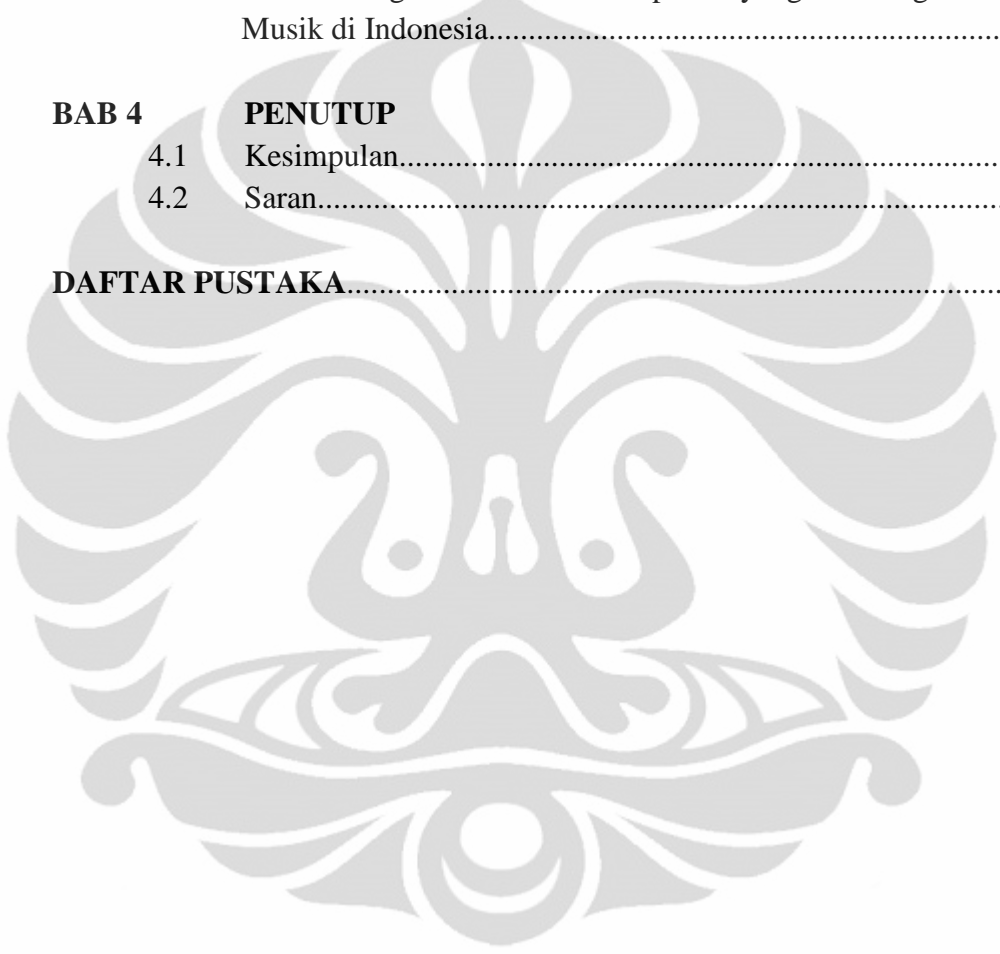 Musik di Indonesia...............................................................
BAB 4 PENUTUP
4.1 Kesimpulan...........................................................................
4.2 Saran......................................................................................
DAFTAR PUSTAKA..................................................................................